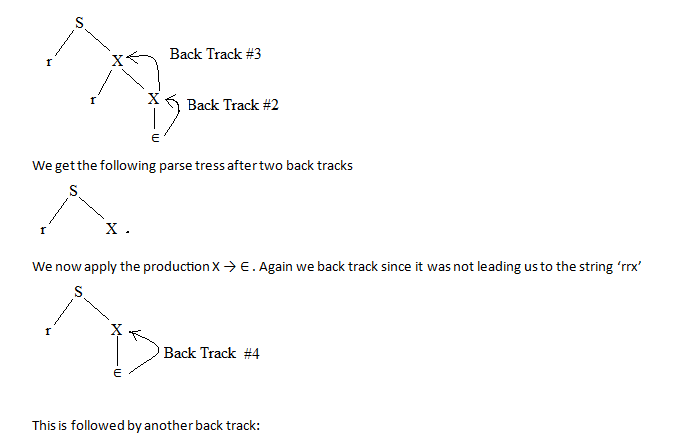 S
r X Back Track #3
r X Back Track #2
∈
We get the following parse tress after two back tracks
S
r X .
We now apply the production X → ∈ . Again we back track since it was not leading us to the string ‘rrx’
S
r X
Back Track #4
∈
This is followed by another back track: